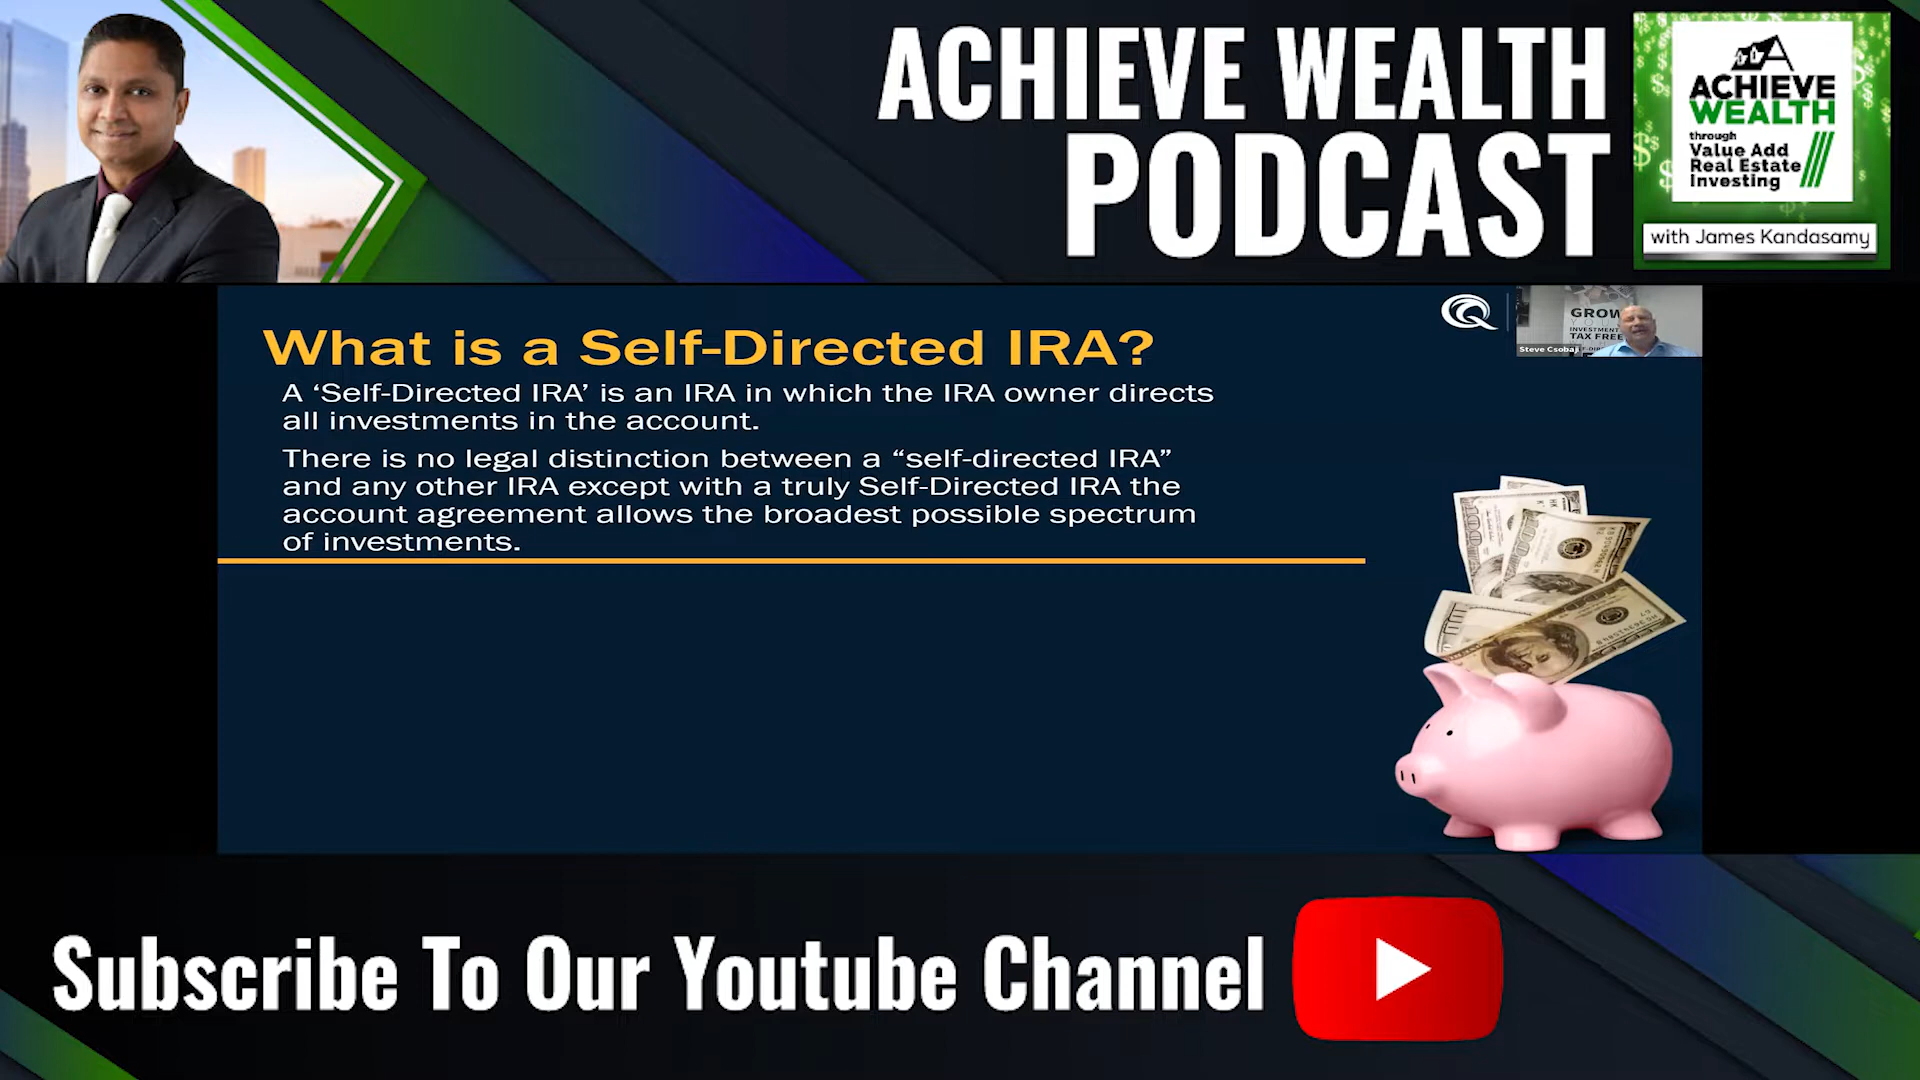 ACHIEVE WEALTH
PODCAST
ACHIEVE
WEALTH
through
Value Add
Real Estate
Investing
with James Kandasamy
What is a Self-Directed IRA?
A ‘Self-Directed IRA’ is an IRA in which the IRA owner directs
all investments in the account.
There is no legal distinction between a “self-directed IRA”
and any other IRA except with a truly Self-Directed IRA the
account agreement allows the broadest possible spectrum
of investments.
GROW
INVESTMENT
TAX FREE
Steve Csobaji
Subscribe To Our Youtube Channel